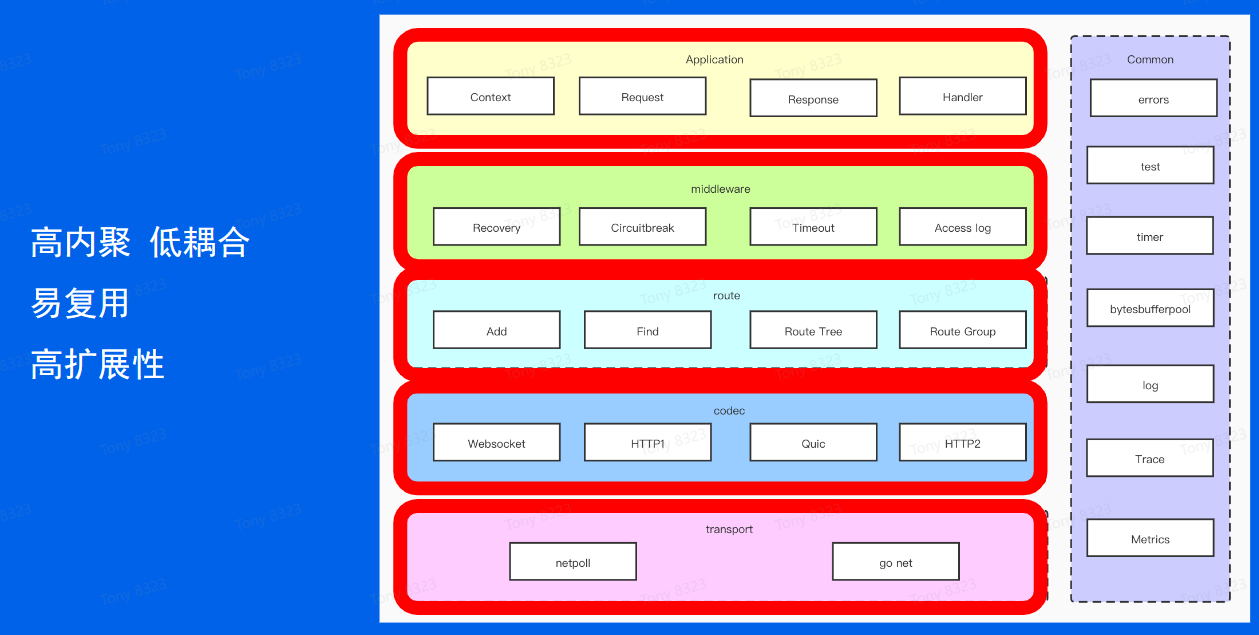 高内聚 低耦合
易复用
高扩展性
Application
Context
Request
Response
Handler
middleware
Recovery
Circuitbreak
Timeout
Access log
route
Add
Find
Route Tree
Route Group
codec
Websocket
HTTP1
Quic
HTTP2
transport
netpoll
go net
Common
errors
test
timer
bytesbufferpool
log
Trace
Metrics
Tony 8323